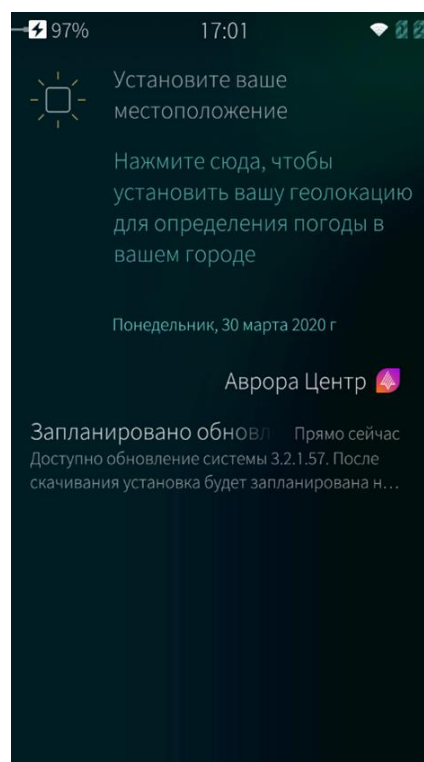 97% 17:01
Установите ваше
местоположение
Нажмите сюда, чтобы
установить вашу геолокацию
для определения погоды в
вашем городе
Понедельник, 30 марта 2020 г
Аврора Центр
Запланировано обновл Прямо сейчас
Доступно обновление системы 3.2.1.57. После
скачивания установка будет запланирована н...